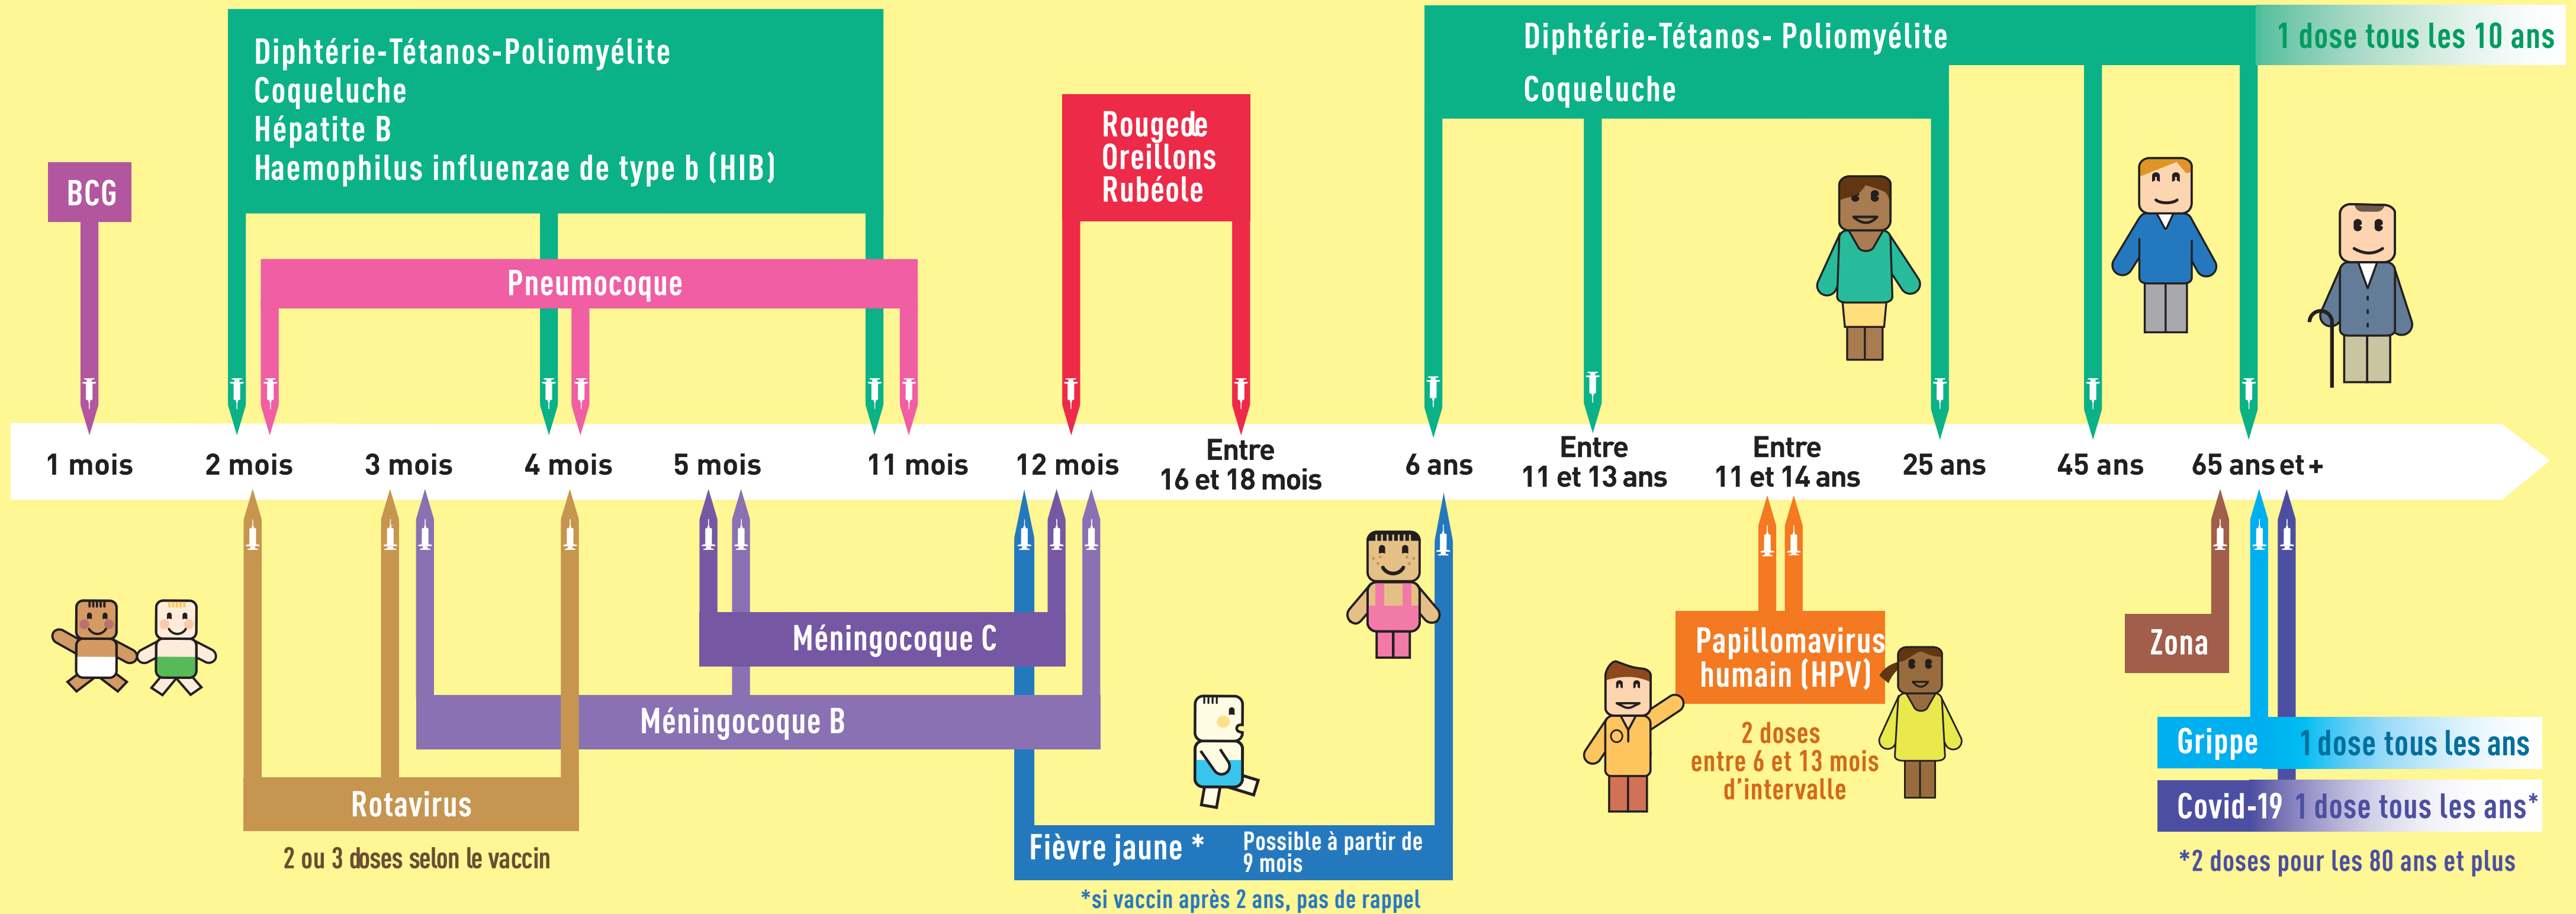 Diphtérie-Tétanos-Poliomyélite
Coqueluche
Hépatite B
Haemophilus influenzae de type b (HIB)
Diphtérie-Tétanos- Poliomyélite
1 dose tous les 10 ans
Coqueluche
Rougeole
Oreillons
Rubéole
BCG
Pneumocoque
1 mois
2 mois
3 mois
4 mois
5 mois
11 mois
12 mois
Entre
16 et 18 mois
6 ans
Entre
11 et 13 ans
Entre
11 et 14 ans
25 ans
45 ans
65 ans et +
Méningocoque C
Méningocoque B
Rotavirus
2 ou 3 doses selon le vaccin
Fièvre jaune *
Possible à partir de
9 mois
*si vaccin après 2 ans, pas de rappel
Papillomavirus
humain (HPV)
2 doses
entre 6 et 13 mois
d'intervalle
Zona
Grippe 1 dose tous les ans
Covid-19 1 dose tous les ans*
*2 doses pour les 80 ans et plus